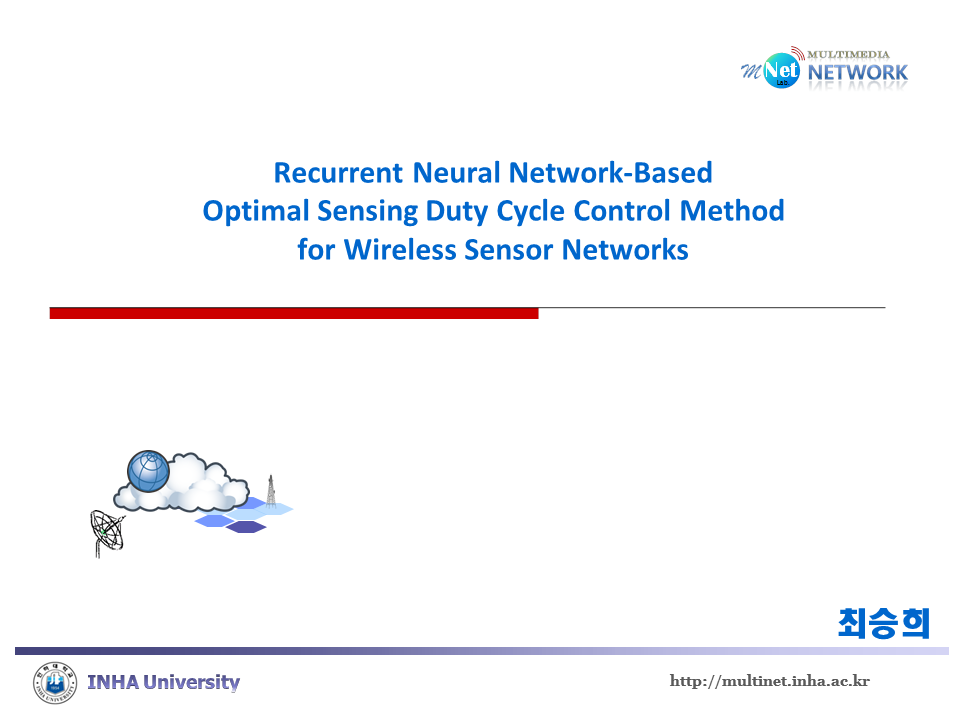 MULTIMEDIA
mNet NETWORK
Lab.
Recurrent Neural Network-Based
Optimal Sensing Duty Cycle Control Method
for Wireless Sensor Networks
최승희
INHA University
http://multinet.inha.ac.kr